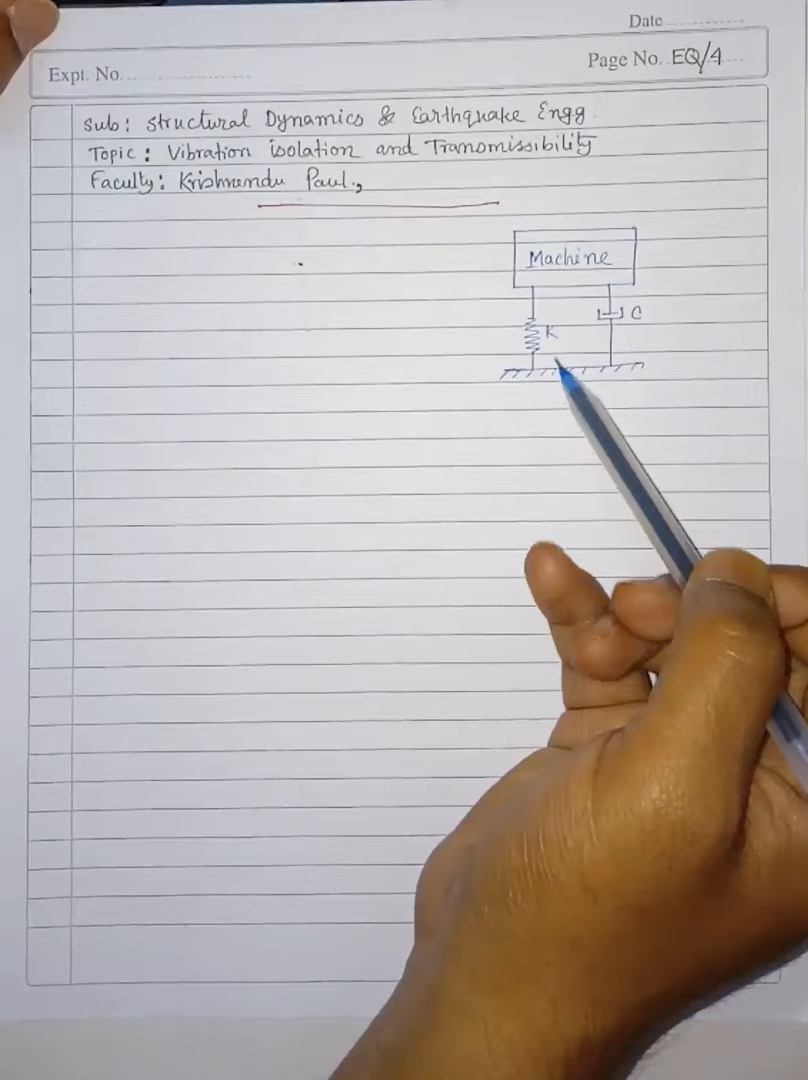 Date
Expt. No.
Page No. EQ/4
Sub: Structural Dynamics & Earthquake Engg.
Topic: Vibration isolation and Transmissibility
Faculty: Krishnendu Paul.,
Machine
K
C